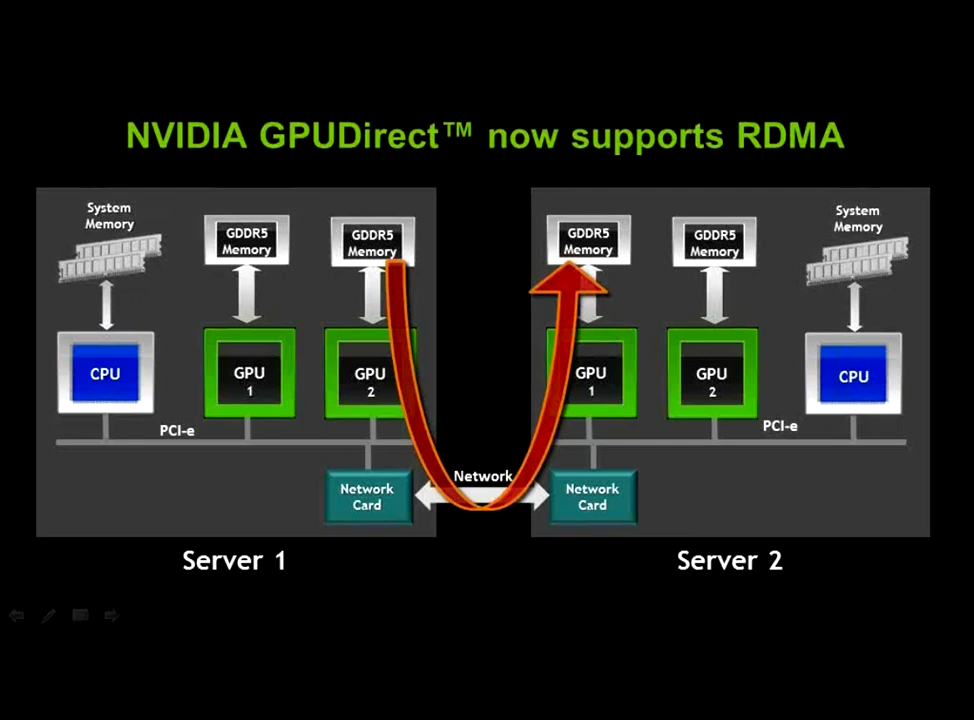 NVIDIA GPUDirect™ now supports RDMA
System
Memory
GDDR5
Memory
GDDR5
Memory
CPU
GPU
1
GPU
2
PCI-e
Network
Card
Server 1
Network
GDDR5
Memory
GDDR5
Memory
System
Memory
GPU
1
GPU
2
CPU
PCI-e
Network
Card
Server 2